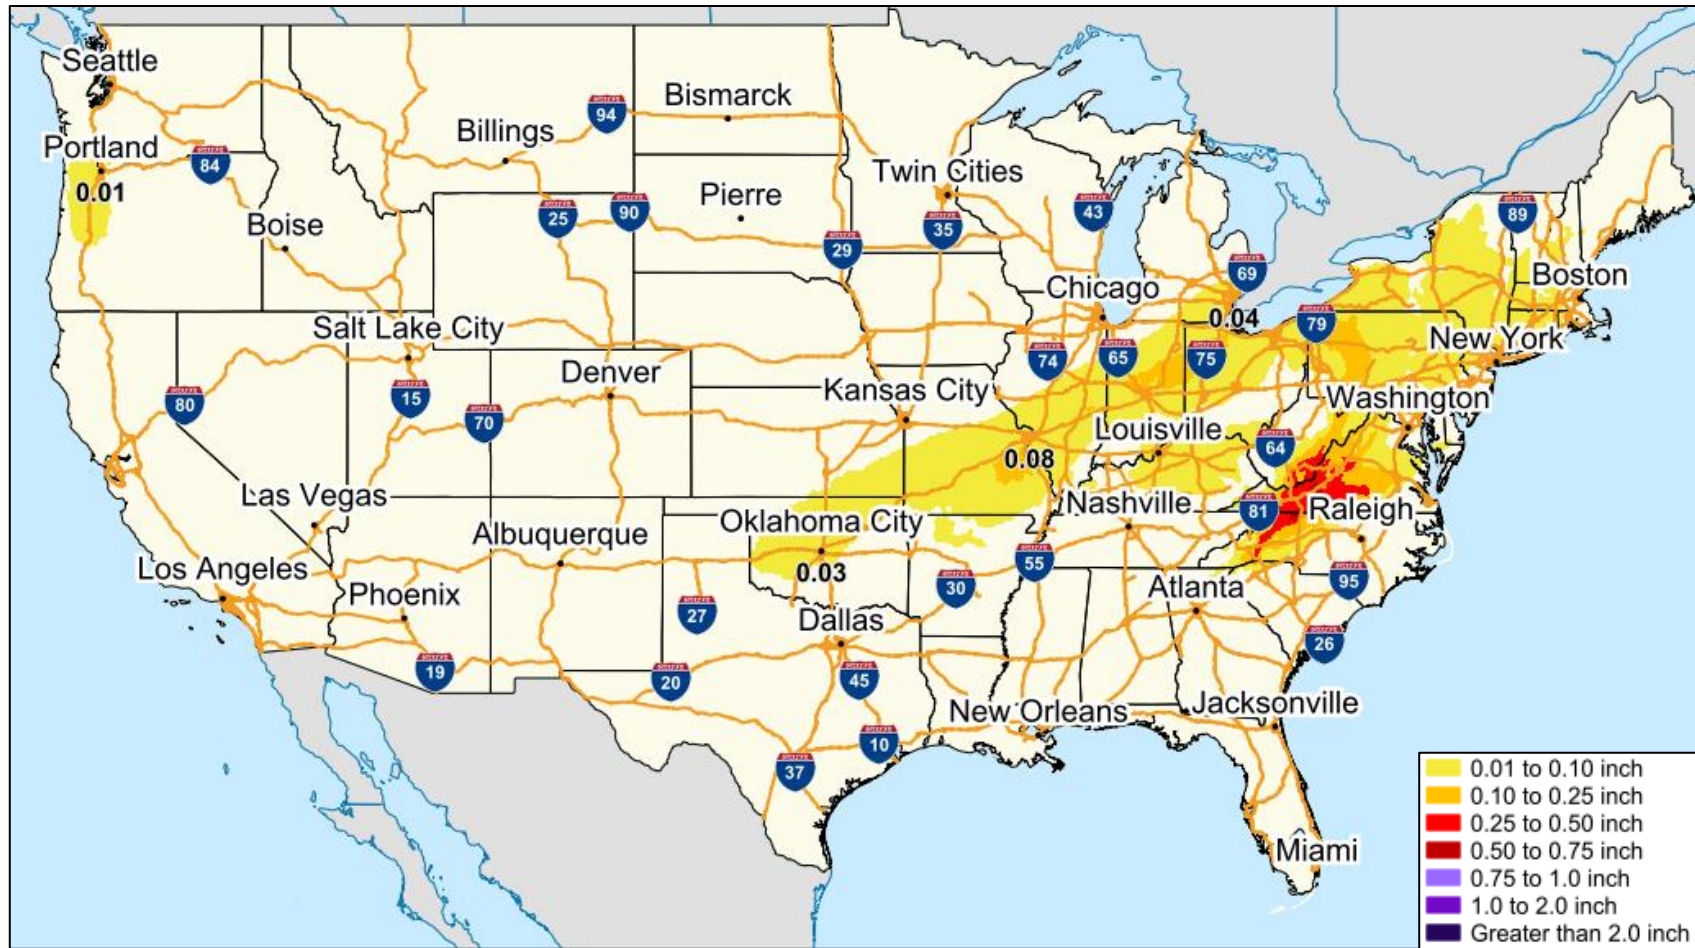 Seattle
Bismarck
94
Billings
Portland
84
Twin Cities
0.01
Pierre
25
90
43
89
Boise
35
29
69
Boston
Chicago
0.04
79
Salt Lake City
New York
74
65
75
Denver
Kansas City
80
15
Washington
70
Louisville
64
0.08
Las Vegas
Nashville
81
Raleigh
Oklahoma City
Albuquerque
55
Los Angeles
0.03
95
Phoenix
30
Atlanta
27
Dallas
26
19
20
45
Jacksonville
New Orleans
10
37
Miami
0.01 to 0.10 inch
0.10 to 0.25 inch
0.25 to 0.50 inch
0.50 to 0.75 inch
0.75 to 1.0 inch
1.0 to 2.0 inch
Greater than 2.0 inch